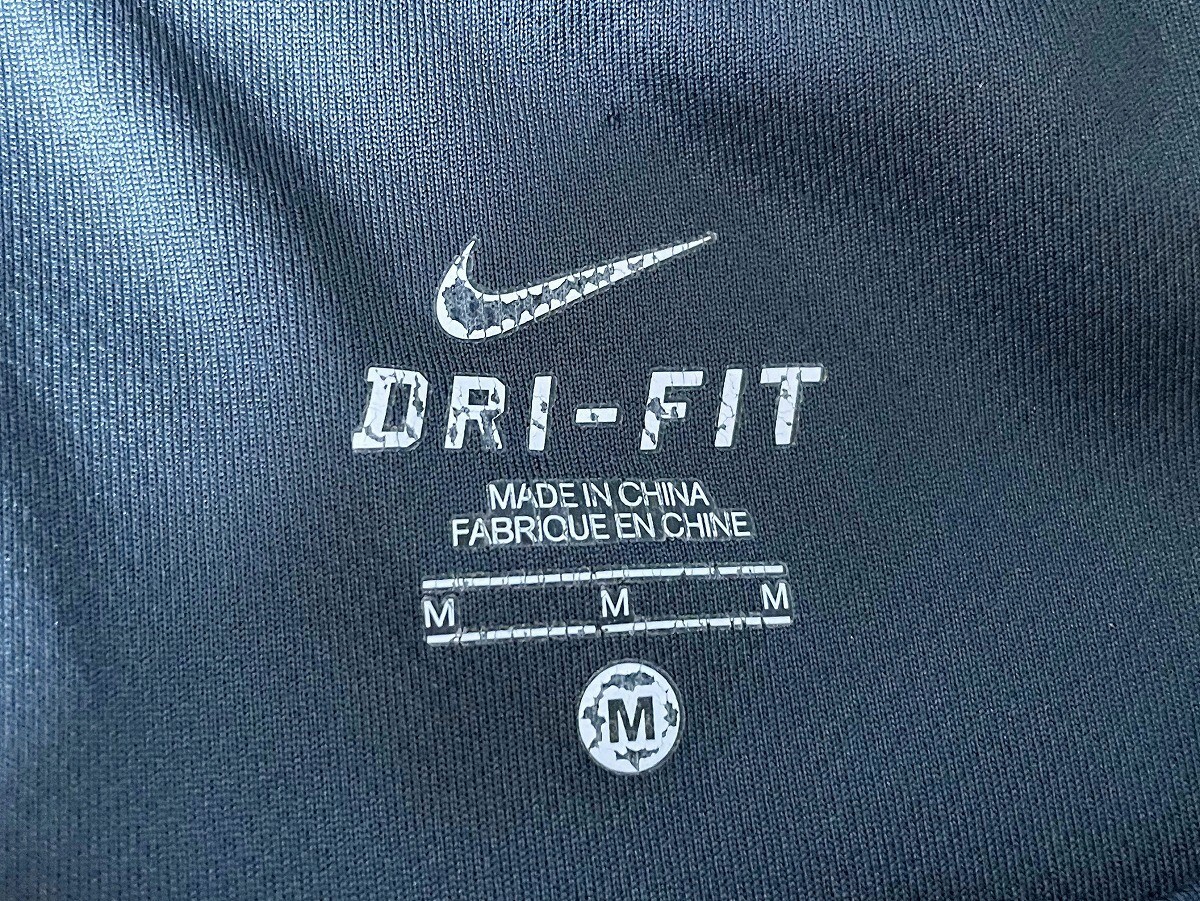 DRI-FIT
MADE IN CHINA
FABRIQUE EN CHINE
M M M
M